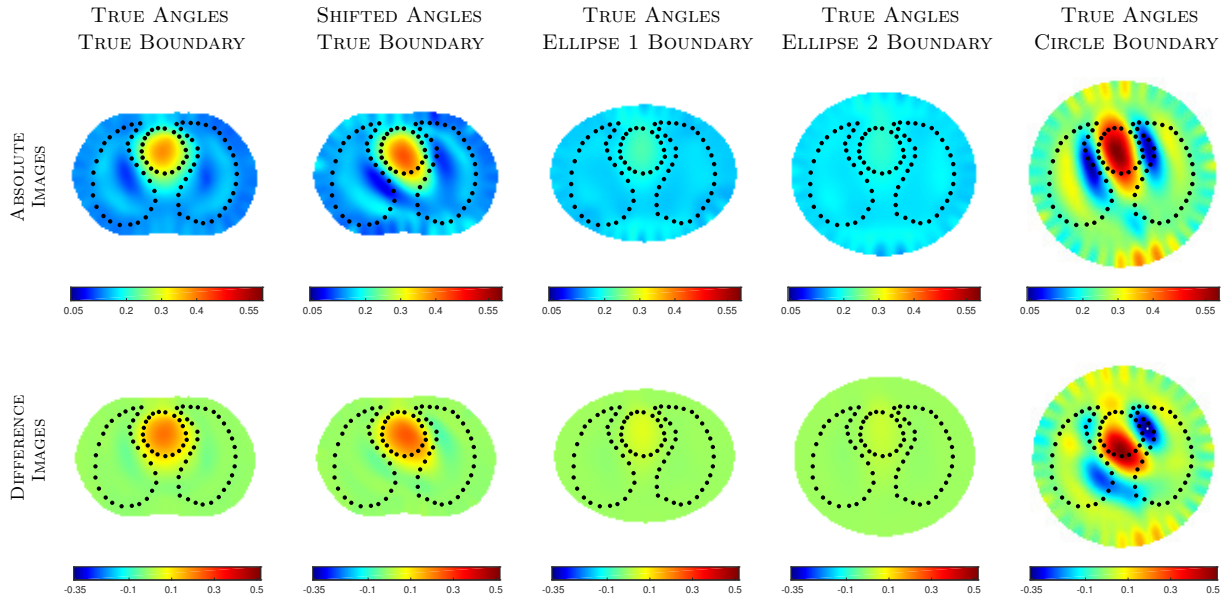 TRUE ANGLES
TRUE BOUNDARY
SHIFTED ANGLES
TRUE BOUNDARY
TRUE ANGLES
ELLIPSE 1 BOUNDARY
TRUE ANGLES
ELLIPSE 2 BOUNDARY
TRUE ANGLES
CIRCLE BOUNDARY
ABSOLUTE
IMAGES
0.05 0.2 0.3 0.4 0.55
0.05 0.2 0.3 0.4 0.55
0.05 0.2 0.3 0.4 0.55
0.05 0.2 0.3 0.4 0.55
0.05 0.2 0.3 0.4 0.55
DIFFERENCE
IMAGES
-0.35 -0.1 0.1 0.3 0.5
-0.35 -0.1 0.1 0.3 0.5
-0.35 -0.1 0.1 0.3 0.5
-0.35 -0.1 0.1 0.3 0.5
-0.35 -0.1 0.1 0.3 0.5